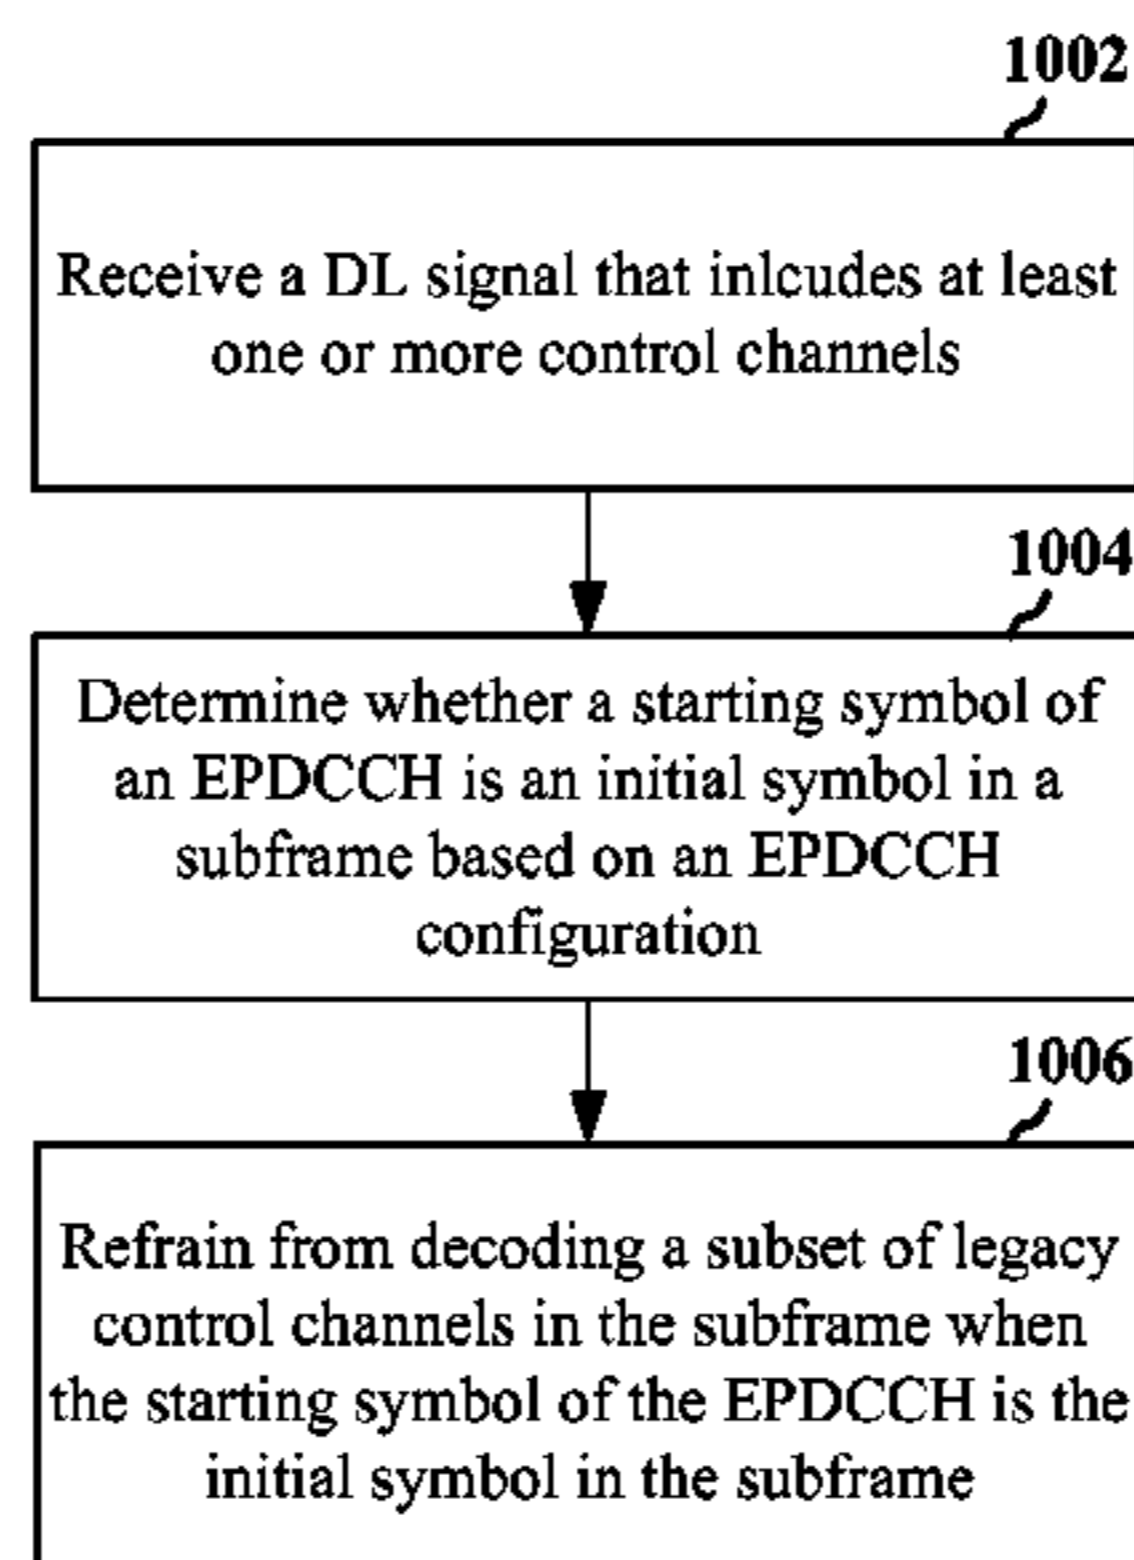 1002
Receive a DL signal that inlcudes at least
one or more control channels
1004
Determine whether a starting symbol of
an EPDCCH is an initial symbol in a
subframe based on an EPDCCH
configuration
1006
Refrain from decoding a subset of legacy
control channels in the subframe when
the starting symbol of the EPDCCH is the
initial symbol in the subframe